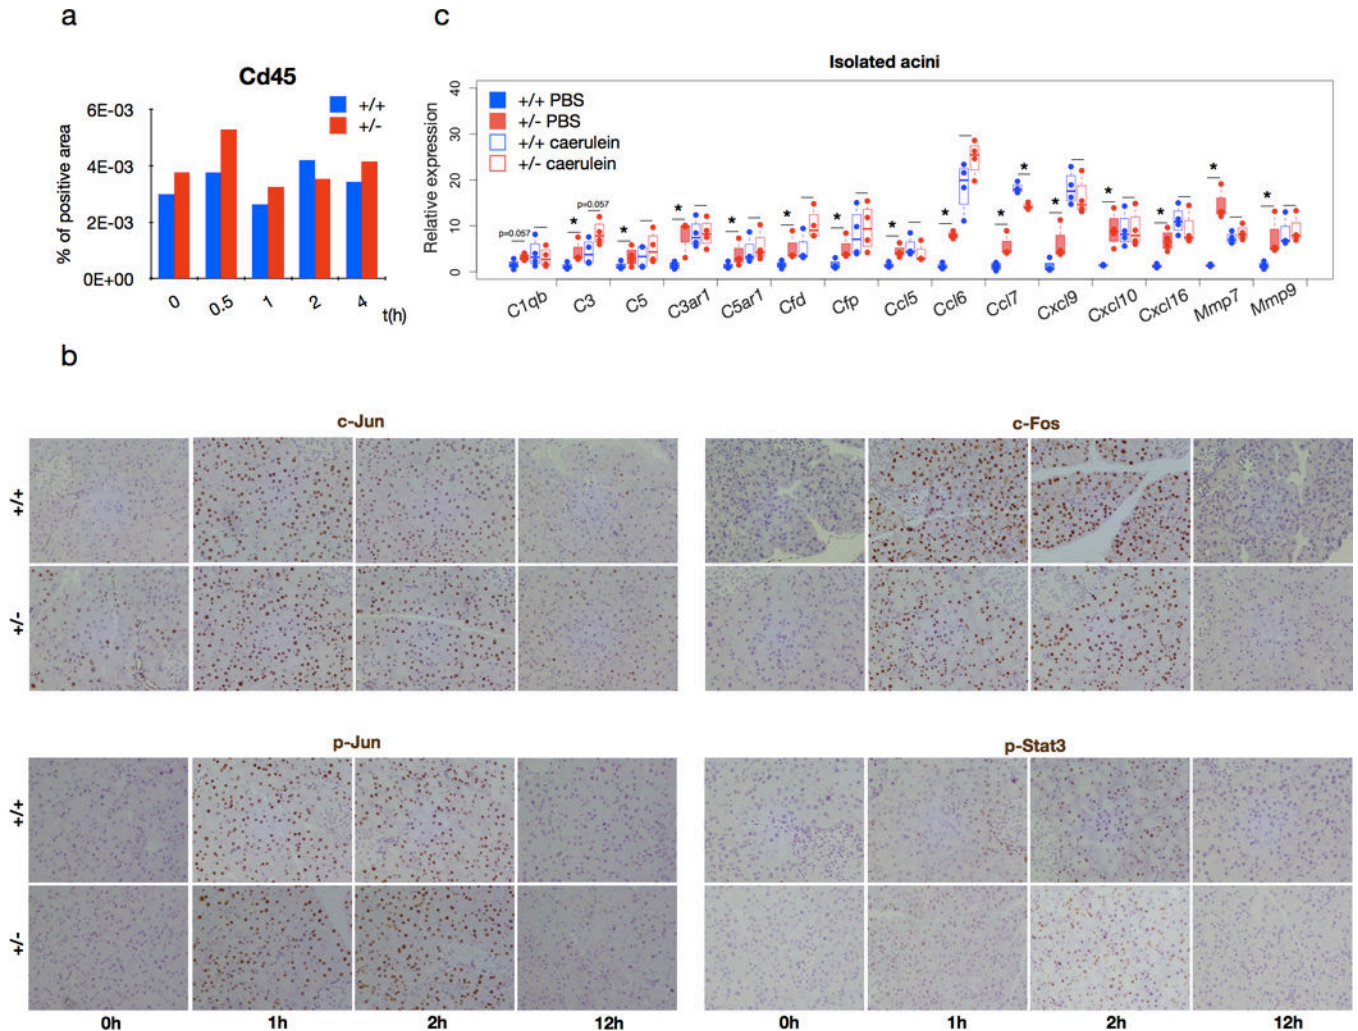 a
Cd45
+/+
+/-
% of positive area
6E-03
4E-03
2E-03
0E+00
0 0.5 1 2 4 t(h)
c
Isolated acini
+/+ PBS
+/- PBS
+/+ caerulein
+/- caerulein
Relative expression
40
30
20
10
0
p=0.057
*
p=0.057
*
*
*
*
*
*
*
*
*
*
*
*
*
*
C1qb C3 C5 C3ar1 C5ar1 Cfd Cfp Ccl5 Ccl6 Ccl7 Cxcl9 Cxcl10 Cxcl16 Mmp7 Mmp9
b
c-Jun
+/+
+/-
c-Fos
p-Jun
+/+
+/-
p-Stat3
0h 1h 2h 12h
0h 1h 2h 12h